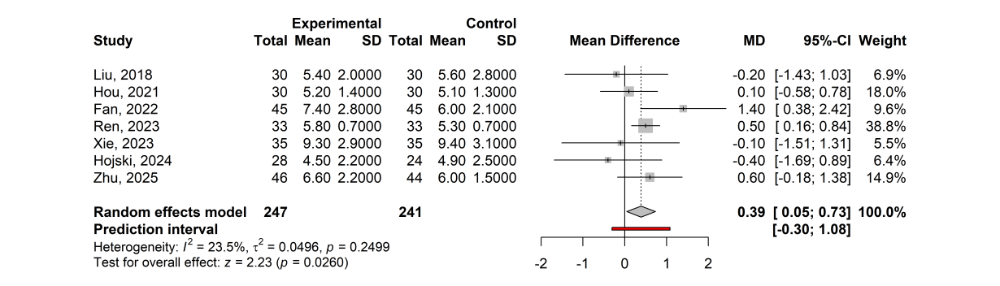 Experimental Control
Study Total Mean SD Total Mean SD Mean Difference MD 95%-CI Weight
Liu, 2018 30 5.40 2.0000 30 5.60 2.8000 -0.20 [-1.43; 1.03] 6.9%
Hou, 2021 30 5.20 1.4000 30 5.10 1.3000 0.10 [-0.58; 0.78] 18.0%
Fan, 2022 45 7.40 2.8000 45 6.00 2.1000 1.40 [ 0.38; 2.42] 9.6%
Ren, 2023 33 5.80 0.7000 33 5.30 0.7000 0.50 [ 0.16; 0.84] 38.8%
Xie, 2023 35 9.30 2.9000 35 9.40 3.1000 -0.10 [-1.51; 1.31] 5.5%
Hojski, 2024 28 4.50 2.2000 24 4.90 2.5000 -0.40 [-1.69; 0.89] 6.4%
Zhu, 2025 46 6.60 2.2000 44 6.00 1.5000 0.60 [-0.18; 1.38] 14.9%
Random effects model 247 241 0.39 [ 0.05; 0.73] 100.0%
Prediction interval [-0.30; 1.08]
Heterogeneity: I² = 23.5%, τ² = 0.0496, p = 0.2499
Test for overall effect: z = 2.23 (p = 0.0260)
-2 -1 0 1 2